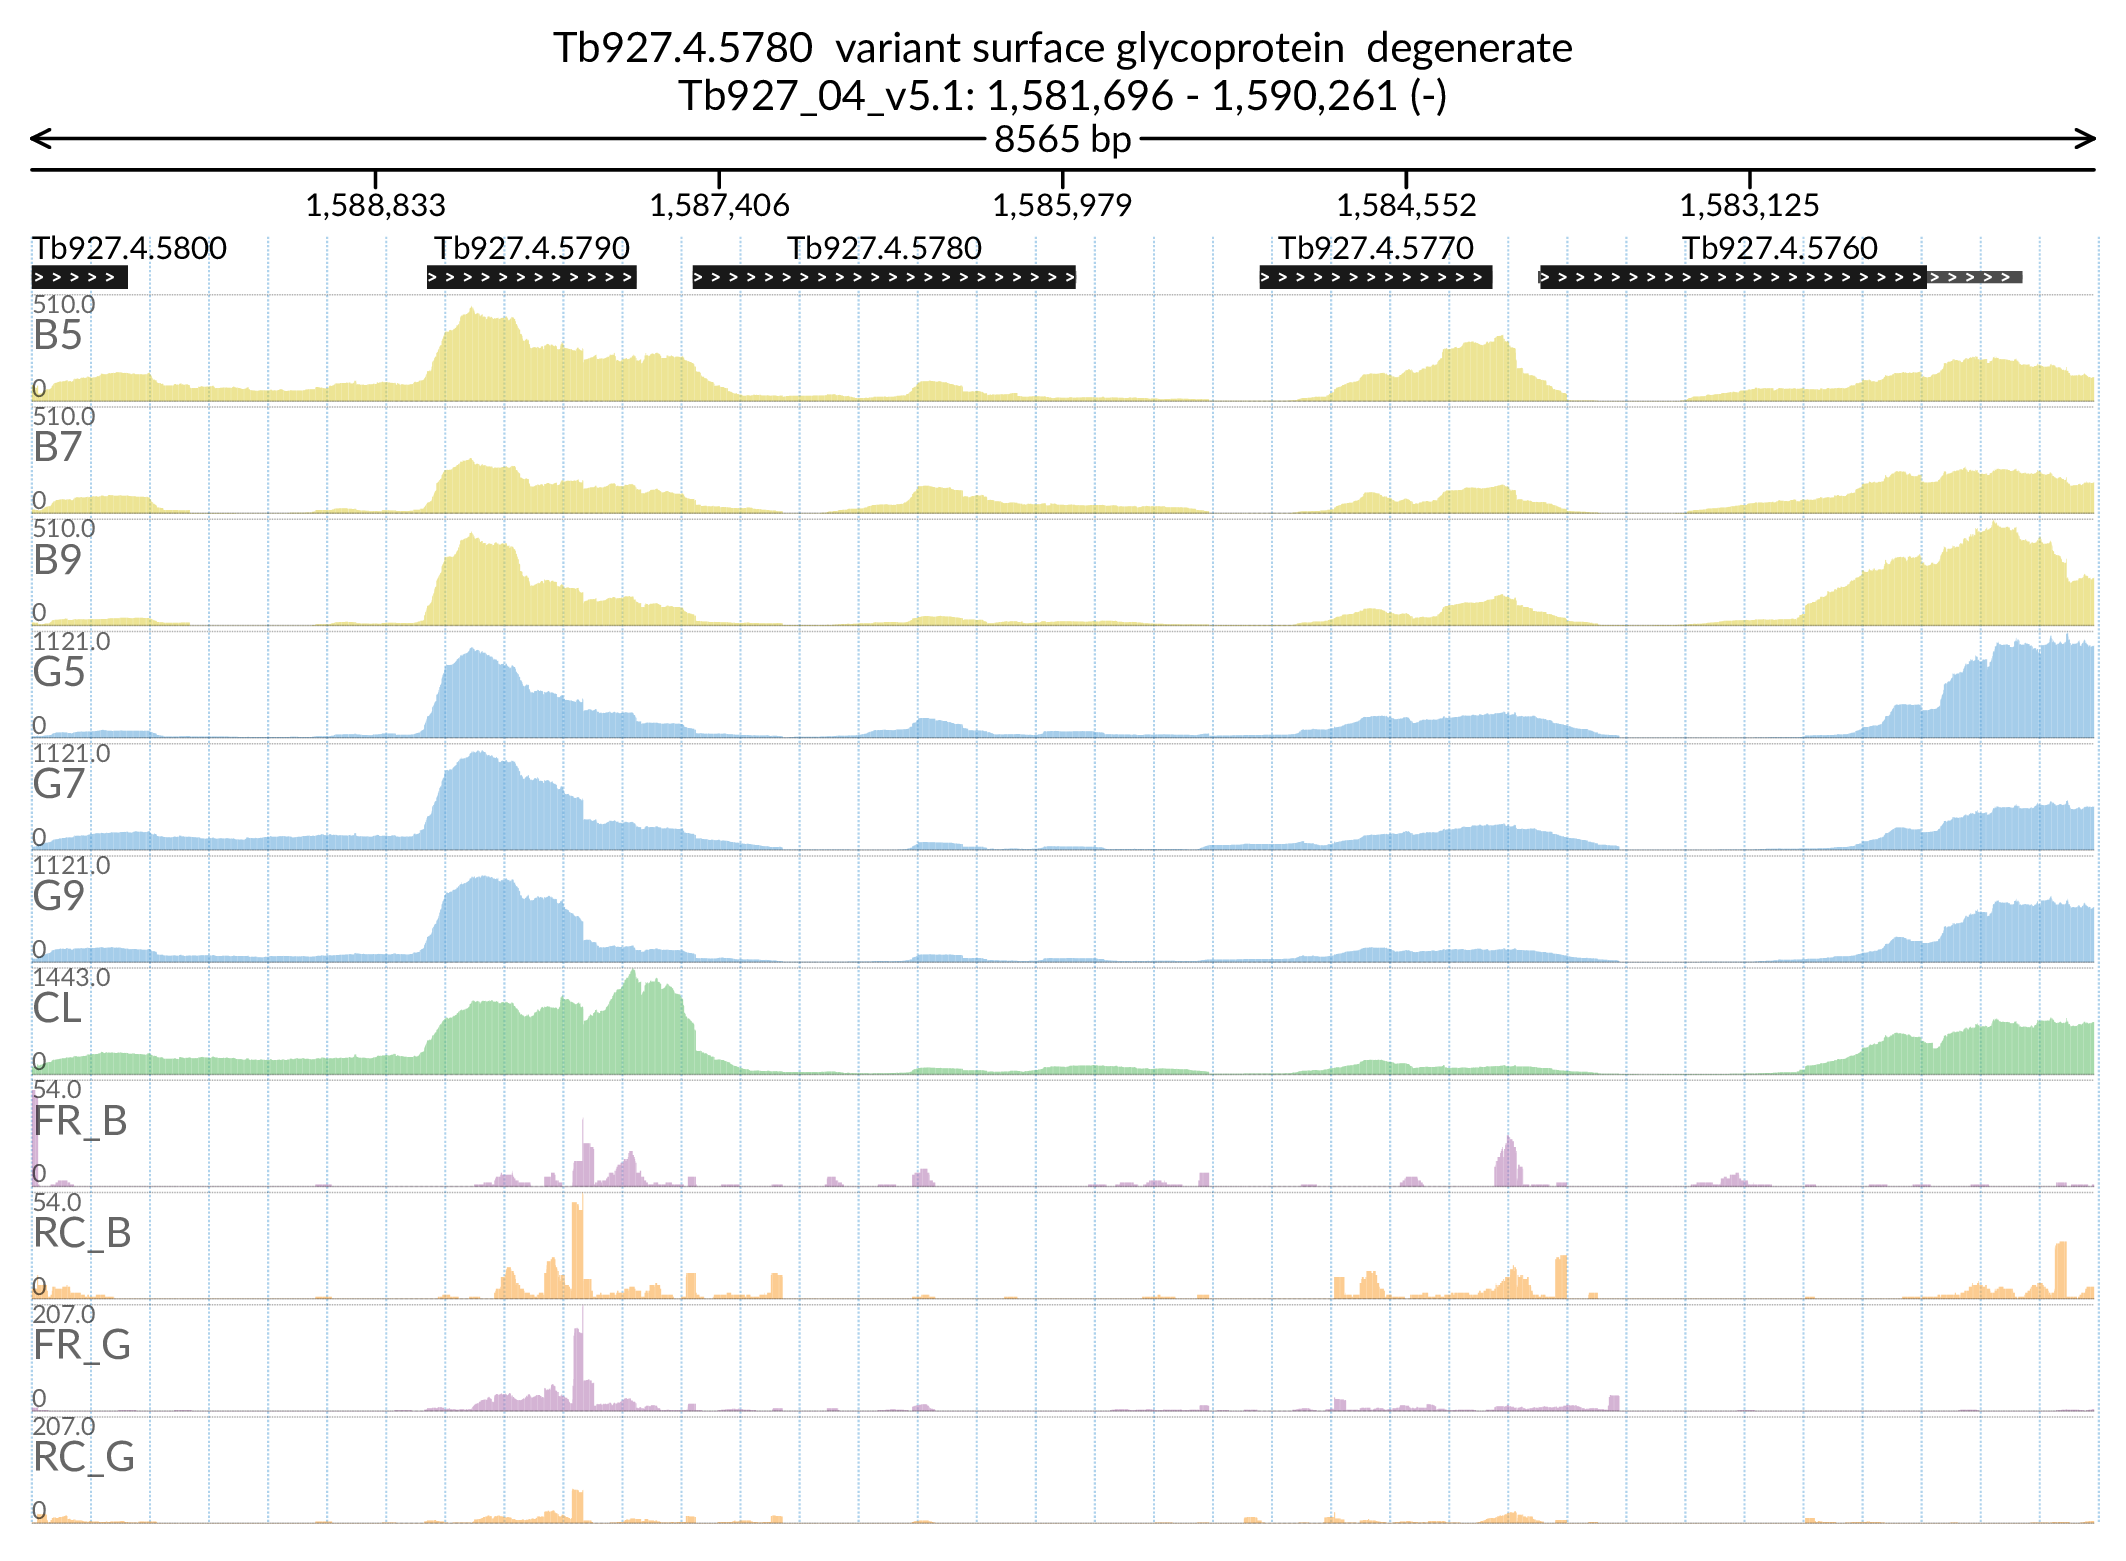 Tb927.4.5780  variant surface glycoprotein  degenerate
Tb927_04_v5.1: 1,581,696 - 1,590,261 (-)
8565 bp
1,588,833 1,587,406 1,585,979 1,584,552 1,583,125
Tb927.4.5800 Tb927.4.5790 Tb927.4.5780 Tb927.4.5770 Tb927.4.5760
510.0
B5
0
510.0
B7
0
510.0
B9
0
1121.0
G5
0
1121.0
G7
0
1121.0
G9
0
1443.0
CL
0
54.0
FR_B
0
54.0
RC_B
0
207.0
FR_G
0
207.0
RC_G
0